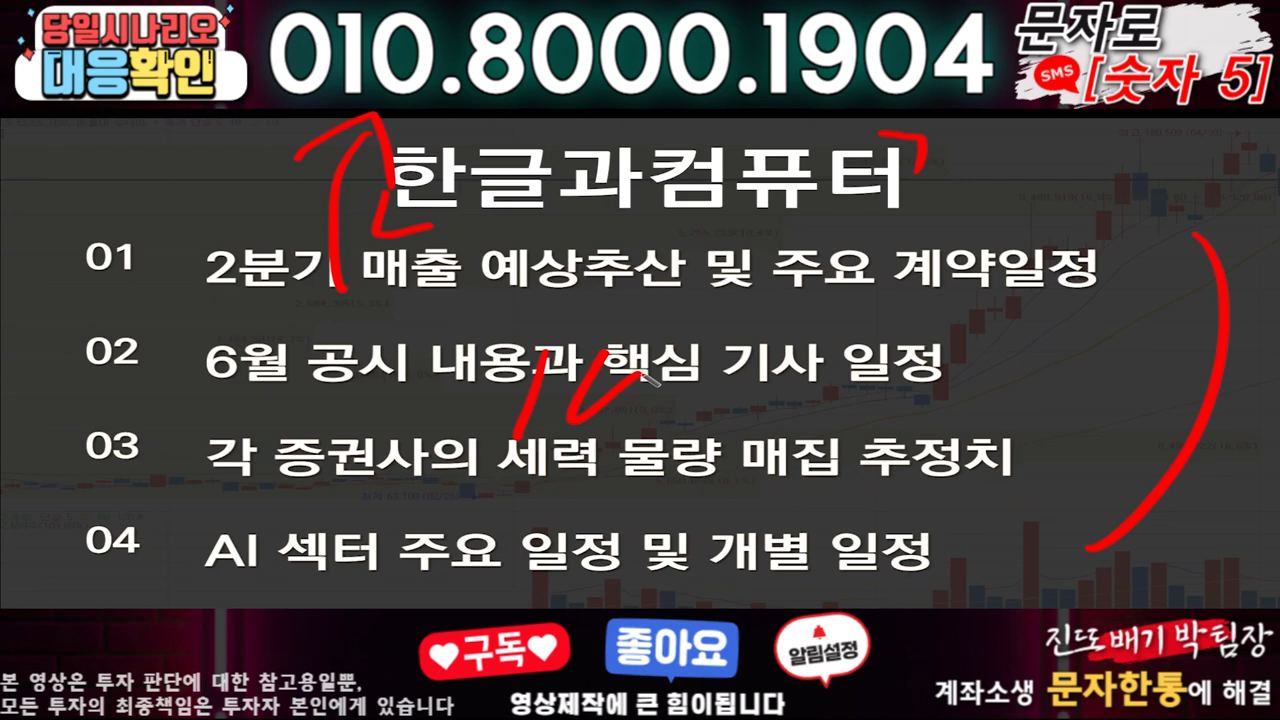 당일시나리오
대응확인
010.8000.1904
문자로
SMS
[숫자 5]
한글과컴퓨터
01
2분기 매출 예상추산 및 주요 계약일정
02
6월 공시 내용과 핵심 기사 일정
03
각 증권사의 세력 물량 매집 추정치
04
AI 섹터 주요 일정 및 개별 일정
구독
좋아요
알림설정
영상제작에 큰 힘이됩니다
본 영상은 투자 판단에 대한 참고용일뿐,
모든 투자의 최종책임은 투자자 본인에게 있습니다
진또배기 박팀장
계좌소생 문자한통에 해결